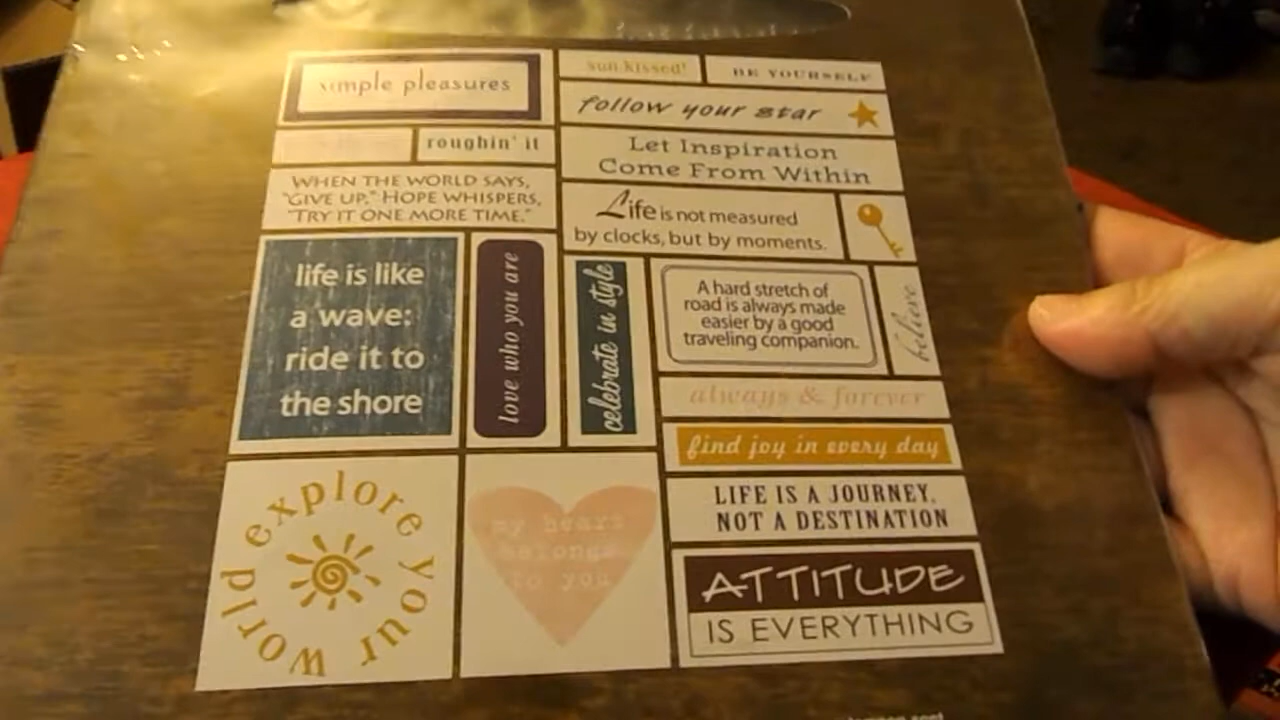 simple pleasures
sun kissed!
BE YOURSELF
follow your star
roughin' it
Let Inspiration
Come From Within
WHEN THE WORLD SAYS,
"GIVE UP," HOPE WHISPERS,
"TRY IT ONE MORE TIME."
Life is not measured
by clocks, but by moments.
life is like
a wave:
ride it to
the shore
love who you are
celebrate in style
A hard stretch of
road is always made
easier by a good
traveling companion.
believe
always & forever
find joy in every day
explore your world
my heart
belongs
to you
LIFE IS A JOURNEY,
NOT A DESTINATION
ATTITUDE
IS EVERYTHING